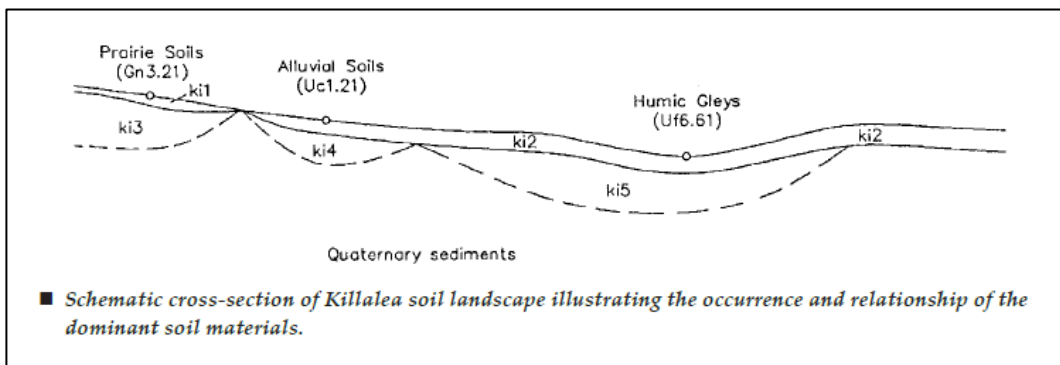 Prairie Soils
(Gn3.21)
Alluvial Soils
(Uc1.21)
Humic Gleys
(Uf6.61)
ki1
ki3
ki4
ki2
ki2
ki5
Quaternary sediments
■ Schematic cross-section of Killalea soil landscape illustrating the occurrence and relationship of the
dominant soil materials.